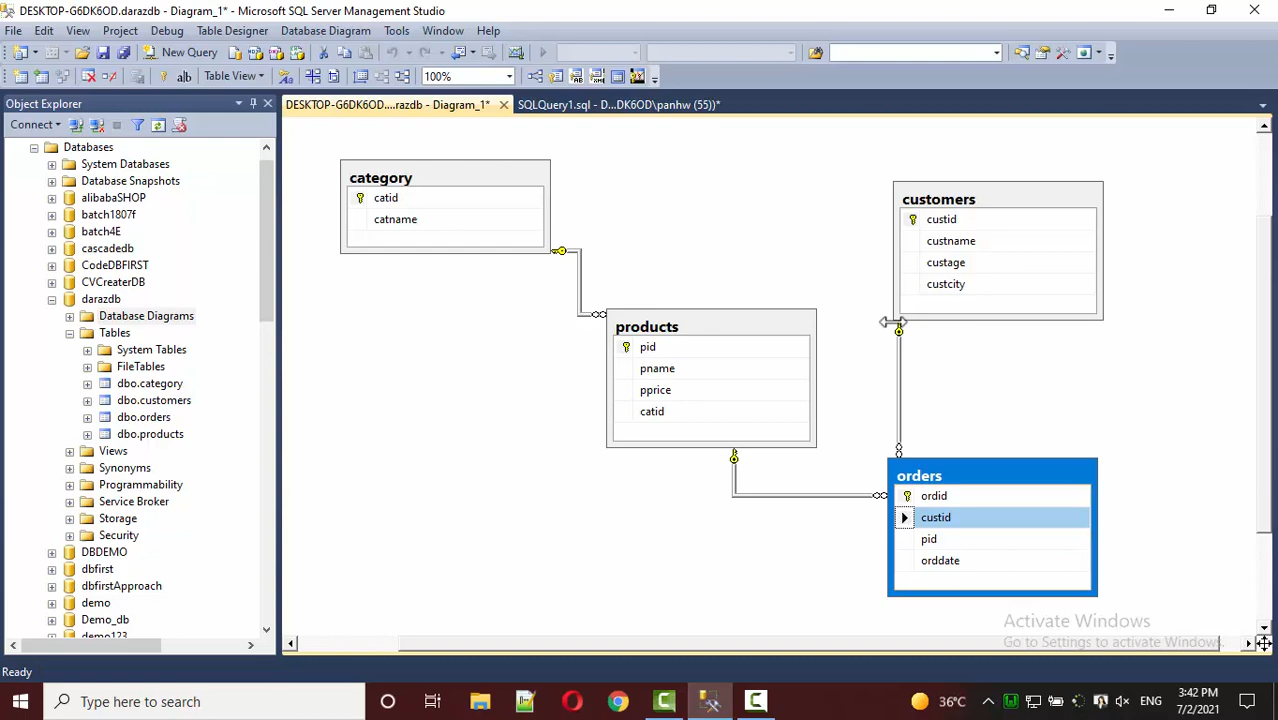 DESKTOP-G6DK6OD.darazdb - Diagram_1* - Microsoft SQL Server Management Studio
File Edit View Project Debug Table Designer Database Diagram Tools Window Help
New Query
Table View 100%
Object Explorer
DESKTOP-G6DK6OD....razdb - Diagram_1*
SQLQuery1.sql - D...DK6OD\panhw (55))*
Connect
Databases
System Databases
Database Snapshots
alibabaSHOP
batch1807f
batch4E
cascadedb
CodeDBFIRST
CVCreaterDB
darazdb
Database Diagrams
Tables
System Tables
FileTables
dbo.category
dbo.customers
dbo.orders
dbo.products
Views
Synonyms
Programmability
Service Broker
Storage
Security
DBDEMO
dbfirst
dbfirstApproach
demo
Demo_db
demo123
category
catid
catname
products
pid
pname
pprice
catid
customers
custid
custname
custage
custcity
orders
ordid
custid
pid
orddate
Activate Windows
Go to Settings to activate Windows.
Ready
Type here to search
36°C
ENG
3:42 PM
7/2/2021